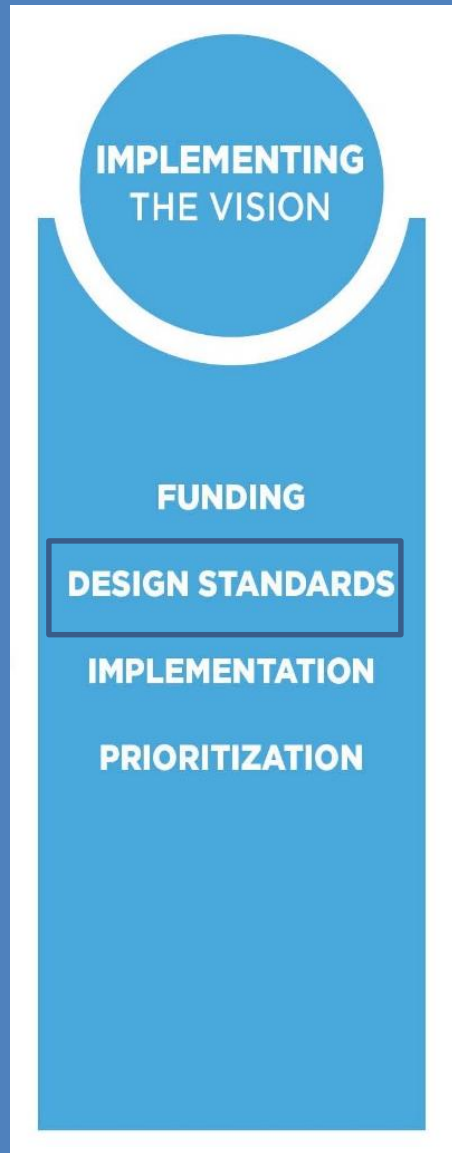 IMPLEMENTING
THE VISION
FUNDING
DESIGN STANDARDS
IMPLEMENTATION
PRIORITIZATION